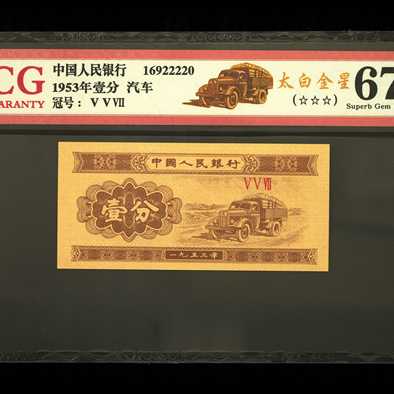 CG
ARANTY
中国人民银行 16922220
1953年壹分 汽车
冠号: V V Ⅶ
太白金星
(☆☆☆)
67
Superb Gem
中國人民銀行
V V Ⅶ
壹分
一九五三年